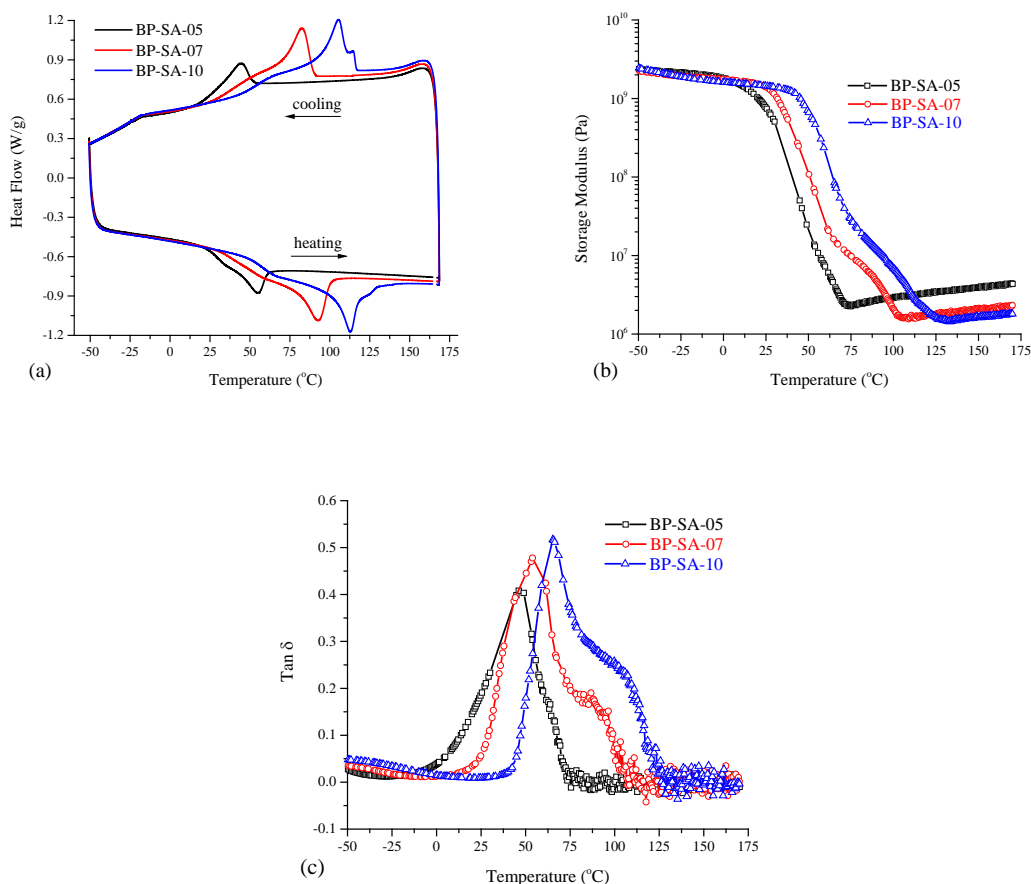 1.2
0.9
0.6
0.3
0.0
-0.3
-0.6
-0.9
-1.2
Heat Flow (W/g)
BP-SA-05
BP-SA-07
BP-SA-10
cooling
heating
-50 -25 0 25 50 75 100 125 150 175
Temperature (°C)
(a)
10¹⁰
10⁹
10⁸
10⁷
10⁶
Storage Modulus (Pa)
BP-SA-05
BP-SA-07
BP-SA-10
-50 -25 0 25 50 75 100 125 150 175
Temperature (°C)
(b)
0.6
0.5
0.4
0.3
0.2
0.1
0.0
-0.1
Tan δ
BP-SA-05
BP-SA-07
BP-SA-10
-50 -25 0 25 50 75 100 125 150 175
Temperature (°C)
(c)